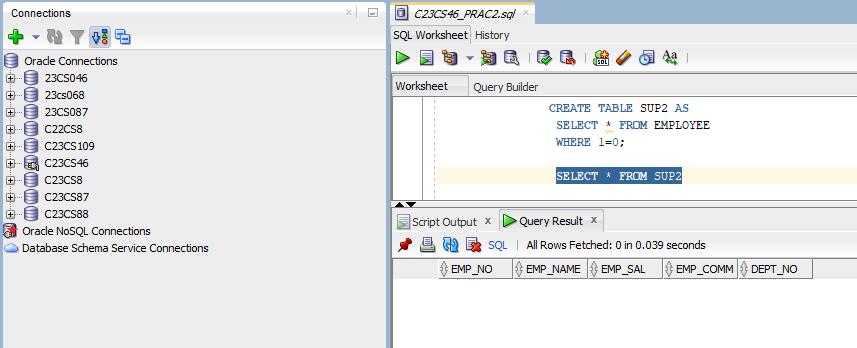 Connections
Oracle Connections
23CS046
23cs068
23CS087
C22CS8
C23CS109
C23CS46
C23CS8
C23CS87
C23CS88
Oracle NoSQL Connections
Database Schema Service Connections
C23CS46_PRAC2.sql
SQL Worksheet History
Aa
Worksheet Query Builder
CREATE TABLE SUP2 AS
SELECT * FROM EMPLOYEE
WHERE 1=0;
SELECT * FROM SUP2
Script Output x Query Result x
SQL | All Rows Fetched: 0 in 0.039 seconds
EMP_NO EMP_NAME EMP_SAL EMP_COMM DEPT_NO